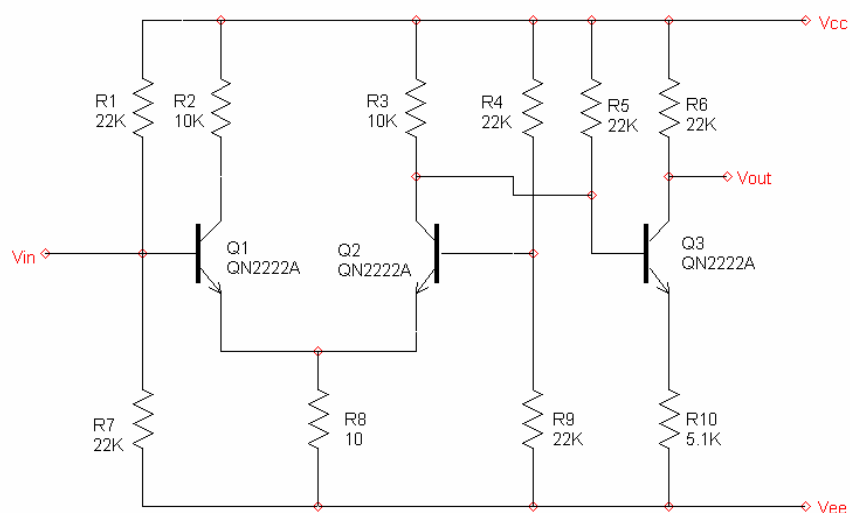 Vcc
R1
22K
R2
10K
R3
10K
R4
22K
R5
22K
R6
22K
Vout
Vin
Q1
QN2222A
Q2
QN2222A
Q3
QN2222A
R7
22K
R8
10
R9
22K
R10
5.1K
Vee